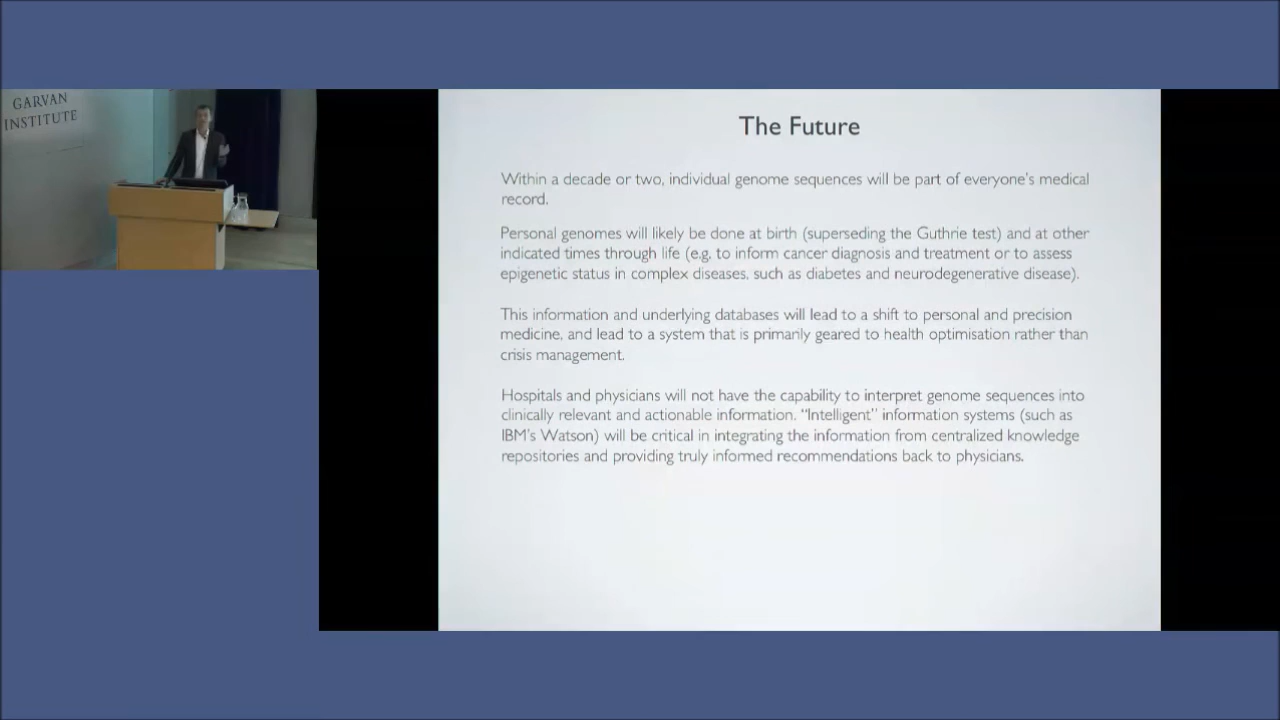 GARVAN
INSTITUTE
The Future
Within a decade or two, individual genome sequences will be part of everyone's medical
record.
Personal genomes will likely be done at birth (superseding the Guthrie test) and at other
indicated times through life (e.g. to inform cancer diagnosis and treatment or to assess
epigenetic status in complex diseases, such as diabetes and neurodegenerative disease).
This information and underlying databases will lead to a shift to personal and precision
medicine, and lead to a system that is primarily geared to health optimisation rather than
crisis management.
Hospitals and physicians will not have the capability to interpret genome sequences into
clinically relevant and actionable information. “Intelligent” information systems (such as
IBM's Watson) will be critical in integrating the information from centralized knowledge
repositories and providing truly informed recommendations back to physicians.